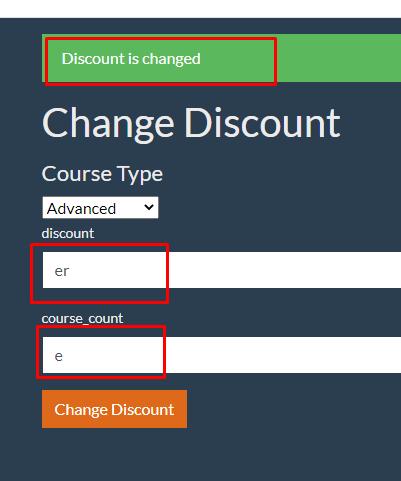 Discount is changed
Change Discount
Course Type
Advanced
discount
er
course_count
e
Change Discount